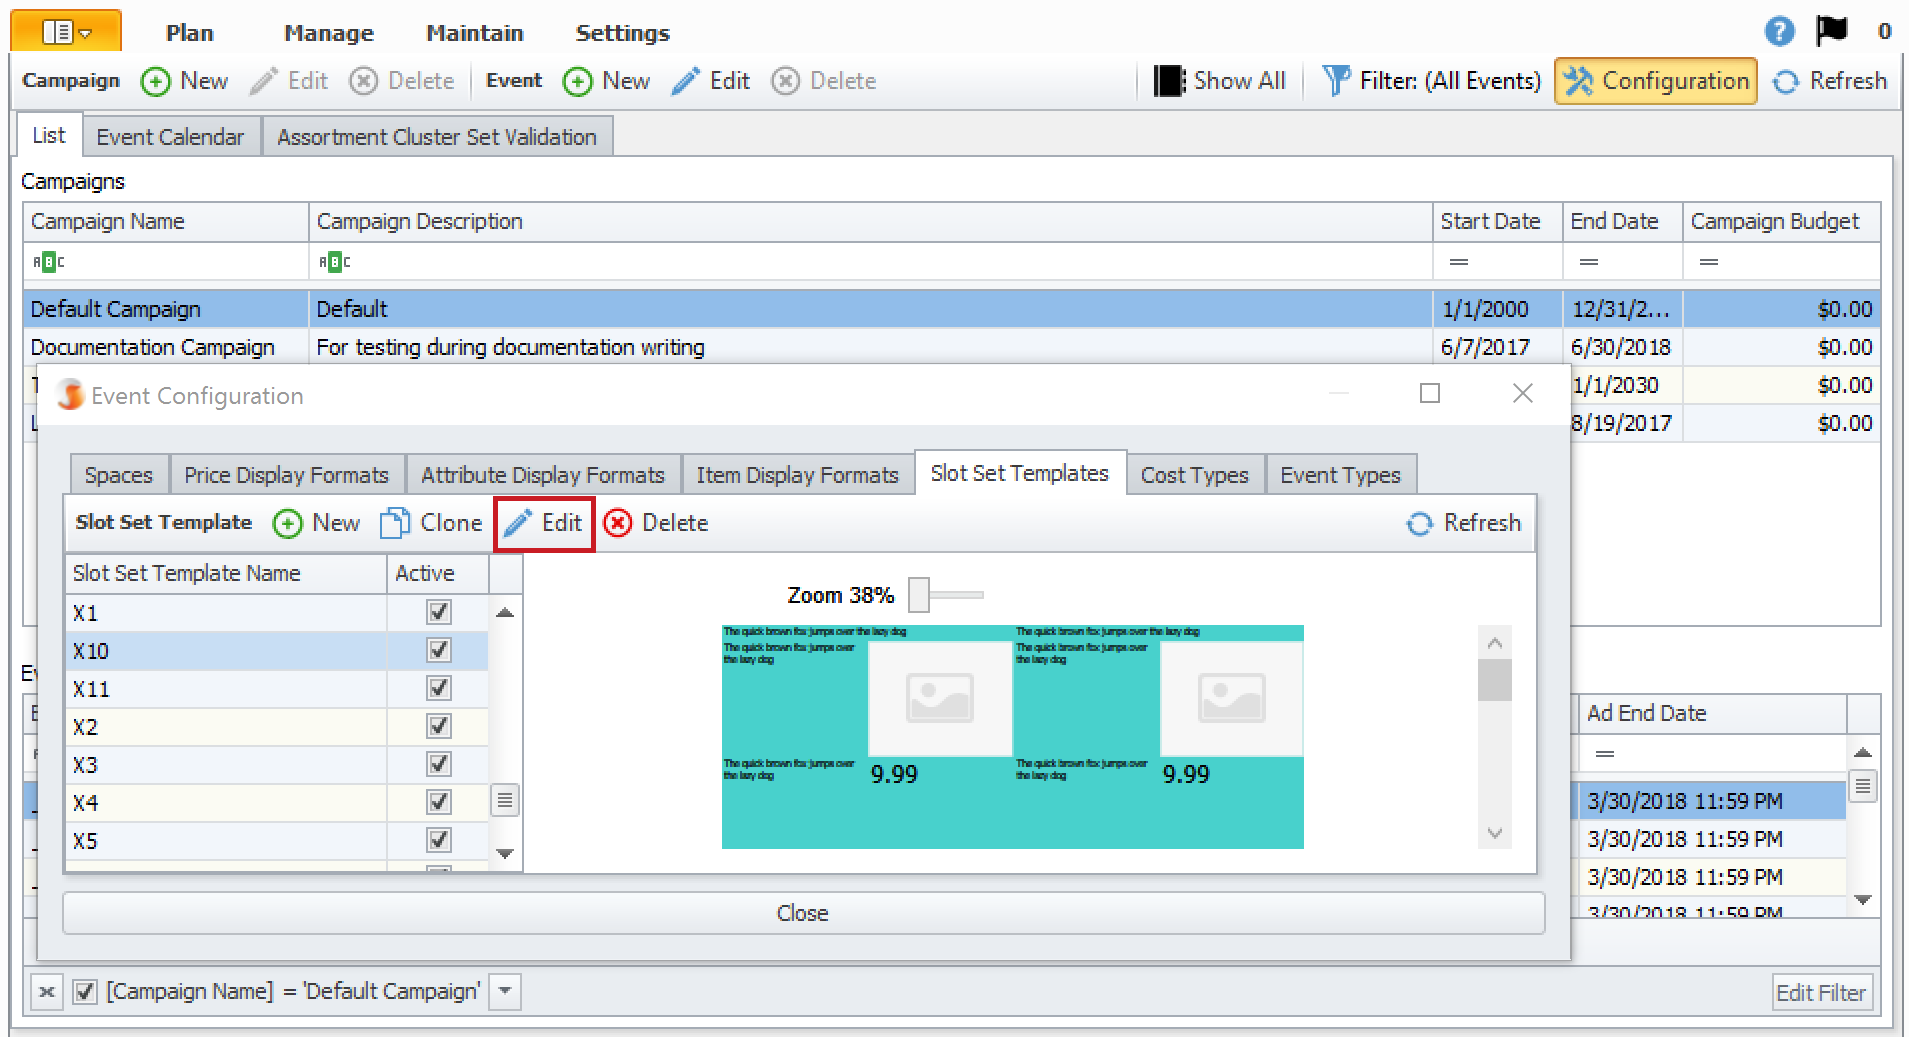 Plan Manage Maintain Settings 0
Campaign New Edit Delete Event New Edit Delete Show All Filter: (All Events) Configuration Refresh
List Event Calendar Assortment Cluster Set Validation
Campaigns
Campaign Name Campaign Description Start Date End Date Campaign Budget
ABC ABC = = =
Default Campaign Default 1/1/2000 12/31/2... $0.00
Documentation Campaign For testing during documentation writing 6/7/2017 6/30/2018 $0.00
1/1/2030 $0.00
8/19/2017 $0.00
Event Configuration
Spaces Price Display Formats Attribute Display Formats Item Display Formats Slot Set Templates Cost Types Event Types
Slot Set Template New Clone Edit Delete Refresh
Slot Set Template Name Active
X1
X10
X11
X2
X3
X4
X5
Zoom 38%
The quick brown fox jumps over the lazy dog The quick brown fox jumps over the lazy dog
The quick brown fox jumps over The quick brown fox jumps over
the lazy dog the lazy dog
The quick brown fox jumps over 9.99 The quick brown fox jumps over 9.99
the lazy dog the lazy dog
Close
Ad End Date
=
3/30/2018 11:59 PM
3/30/2018 11:59 PM
3/30/2018 11:59 PM
3/30/2018 11:59 PM
[Campaign Name] = 'Default Campaign' Edit Filter